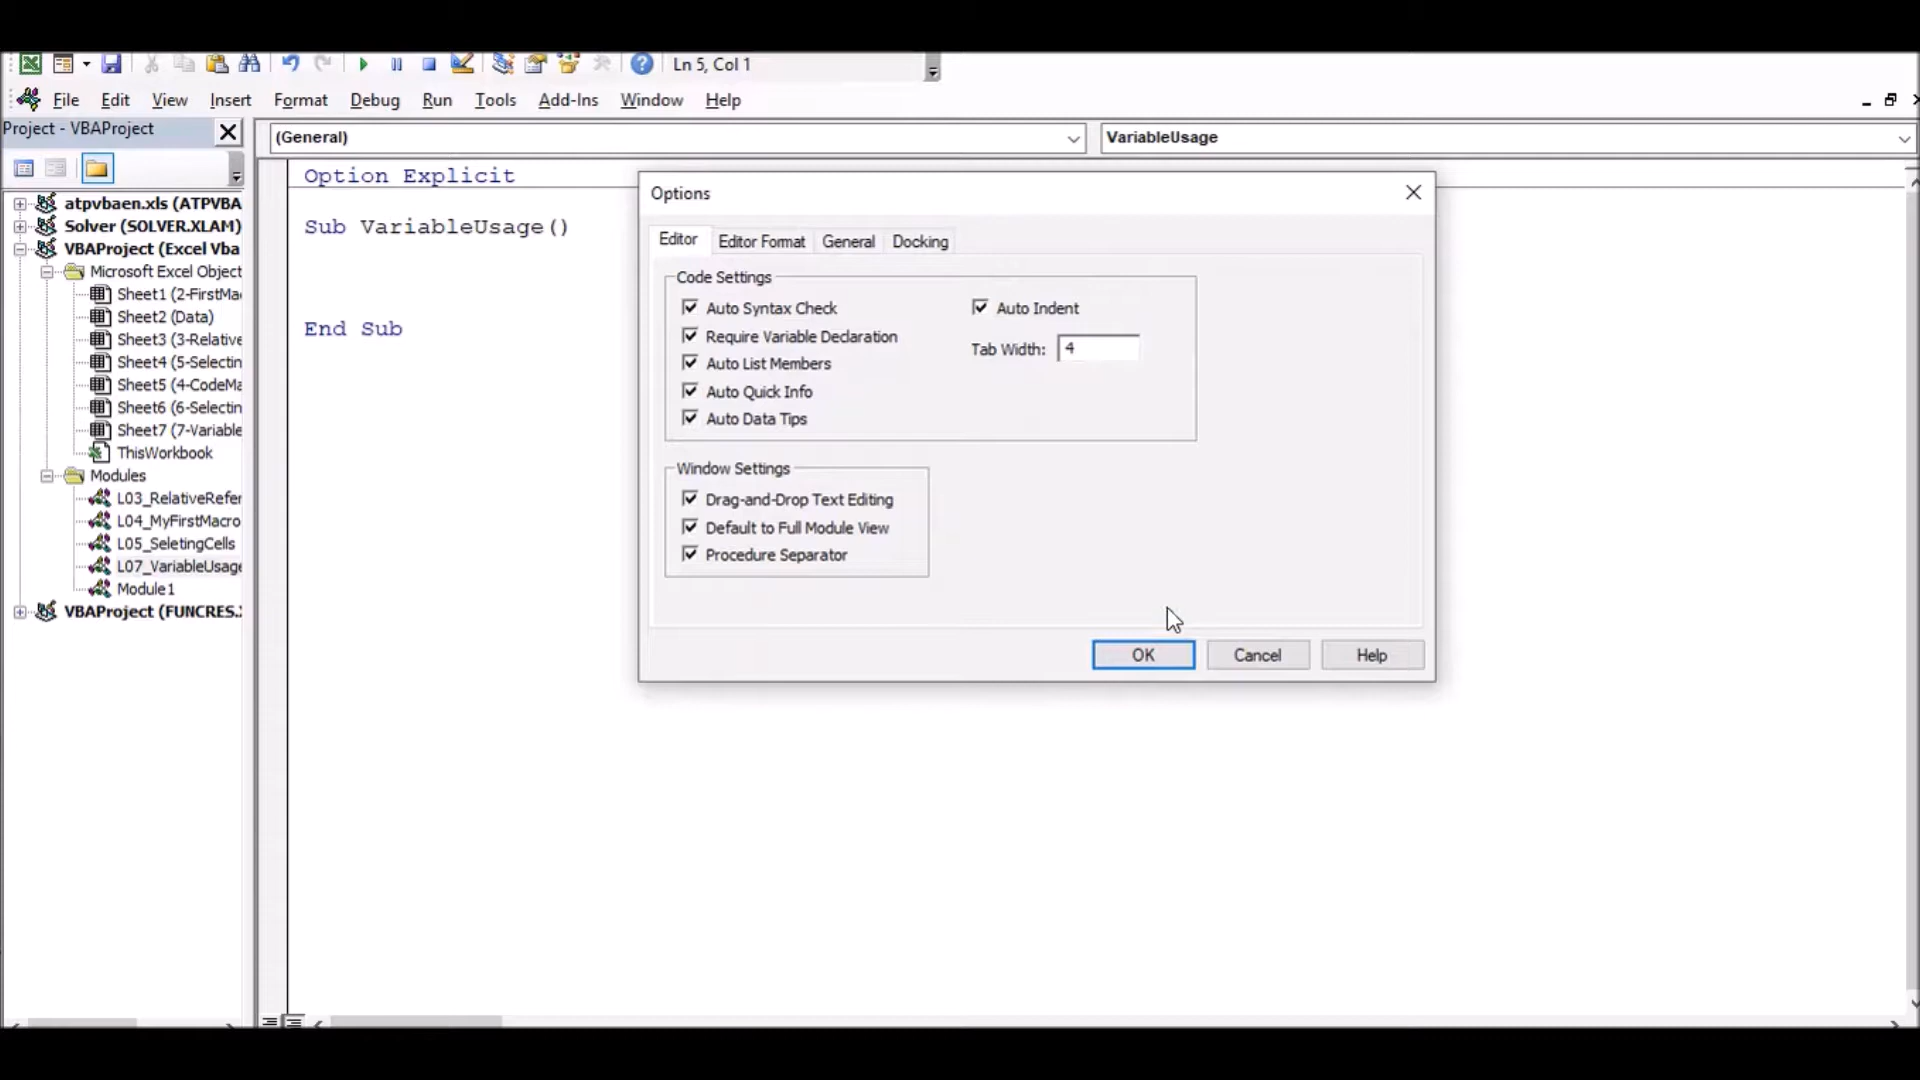 Ln 5, Col 1
File Edit View Insert Format Debug Run Tools Add-Ins Window Help
Project - VBAProject
(General)
VariableUsage
atpvbaen.xls (ATPVBA
Solver (SOLVER.XLAM)
VBAProject (Excel Vba
Microsoft Excel Object
Sheet1 (2-FirstMa
Sheet2 (Data)
Sheet3 (3-Relative
Sheet4 (5-Selectin
Sheet5 (4-CodeMa
Sheet6 (6-Selectin
Sheet7 (7-Variable
ThisWorkbook
Modules
L03_RelativeRefer
L04_MyFirstMacro
L05_SeletingCells
L07_VariableUsage
Module1
VBAProject (FUNCRES.
Option Explicit
Sub VariableUsage()
End Sub
Options
Editor Editor Format General Docking
Code Settings
Auto Syntax Check
Require Variable Declaration
Auto List Members
Auto Quick Info
Auto Data Tips
Auto Indent
Tab Width: 4
Window Settings
Drag-and-Drop Text Editing
Default to Full Module View
Procedure Separator
OK Cancel Help